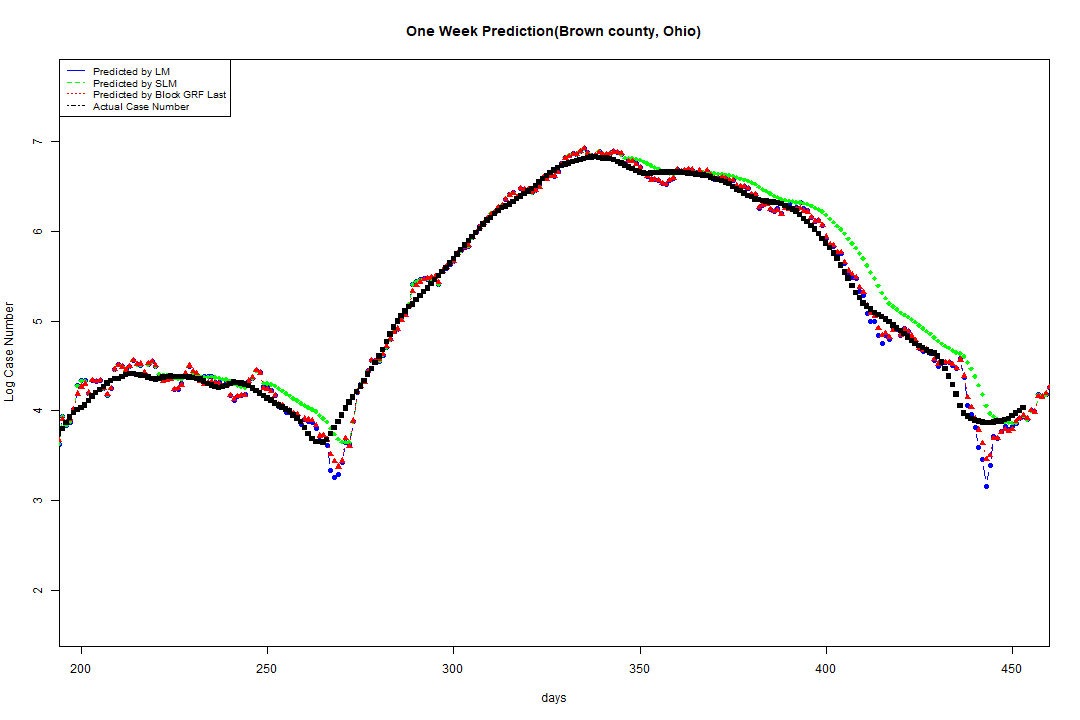 One Week Prediction(Brown county, Ohio)
Predicted by LM
Predicted by SLM
Predicted by Block GRF Last
Actual Case Number
7
6
5
4
3
2
Log Case Number
200 250 300 350 400 450
days